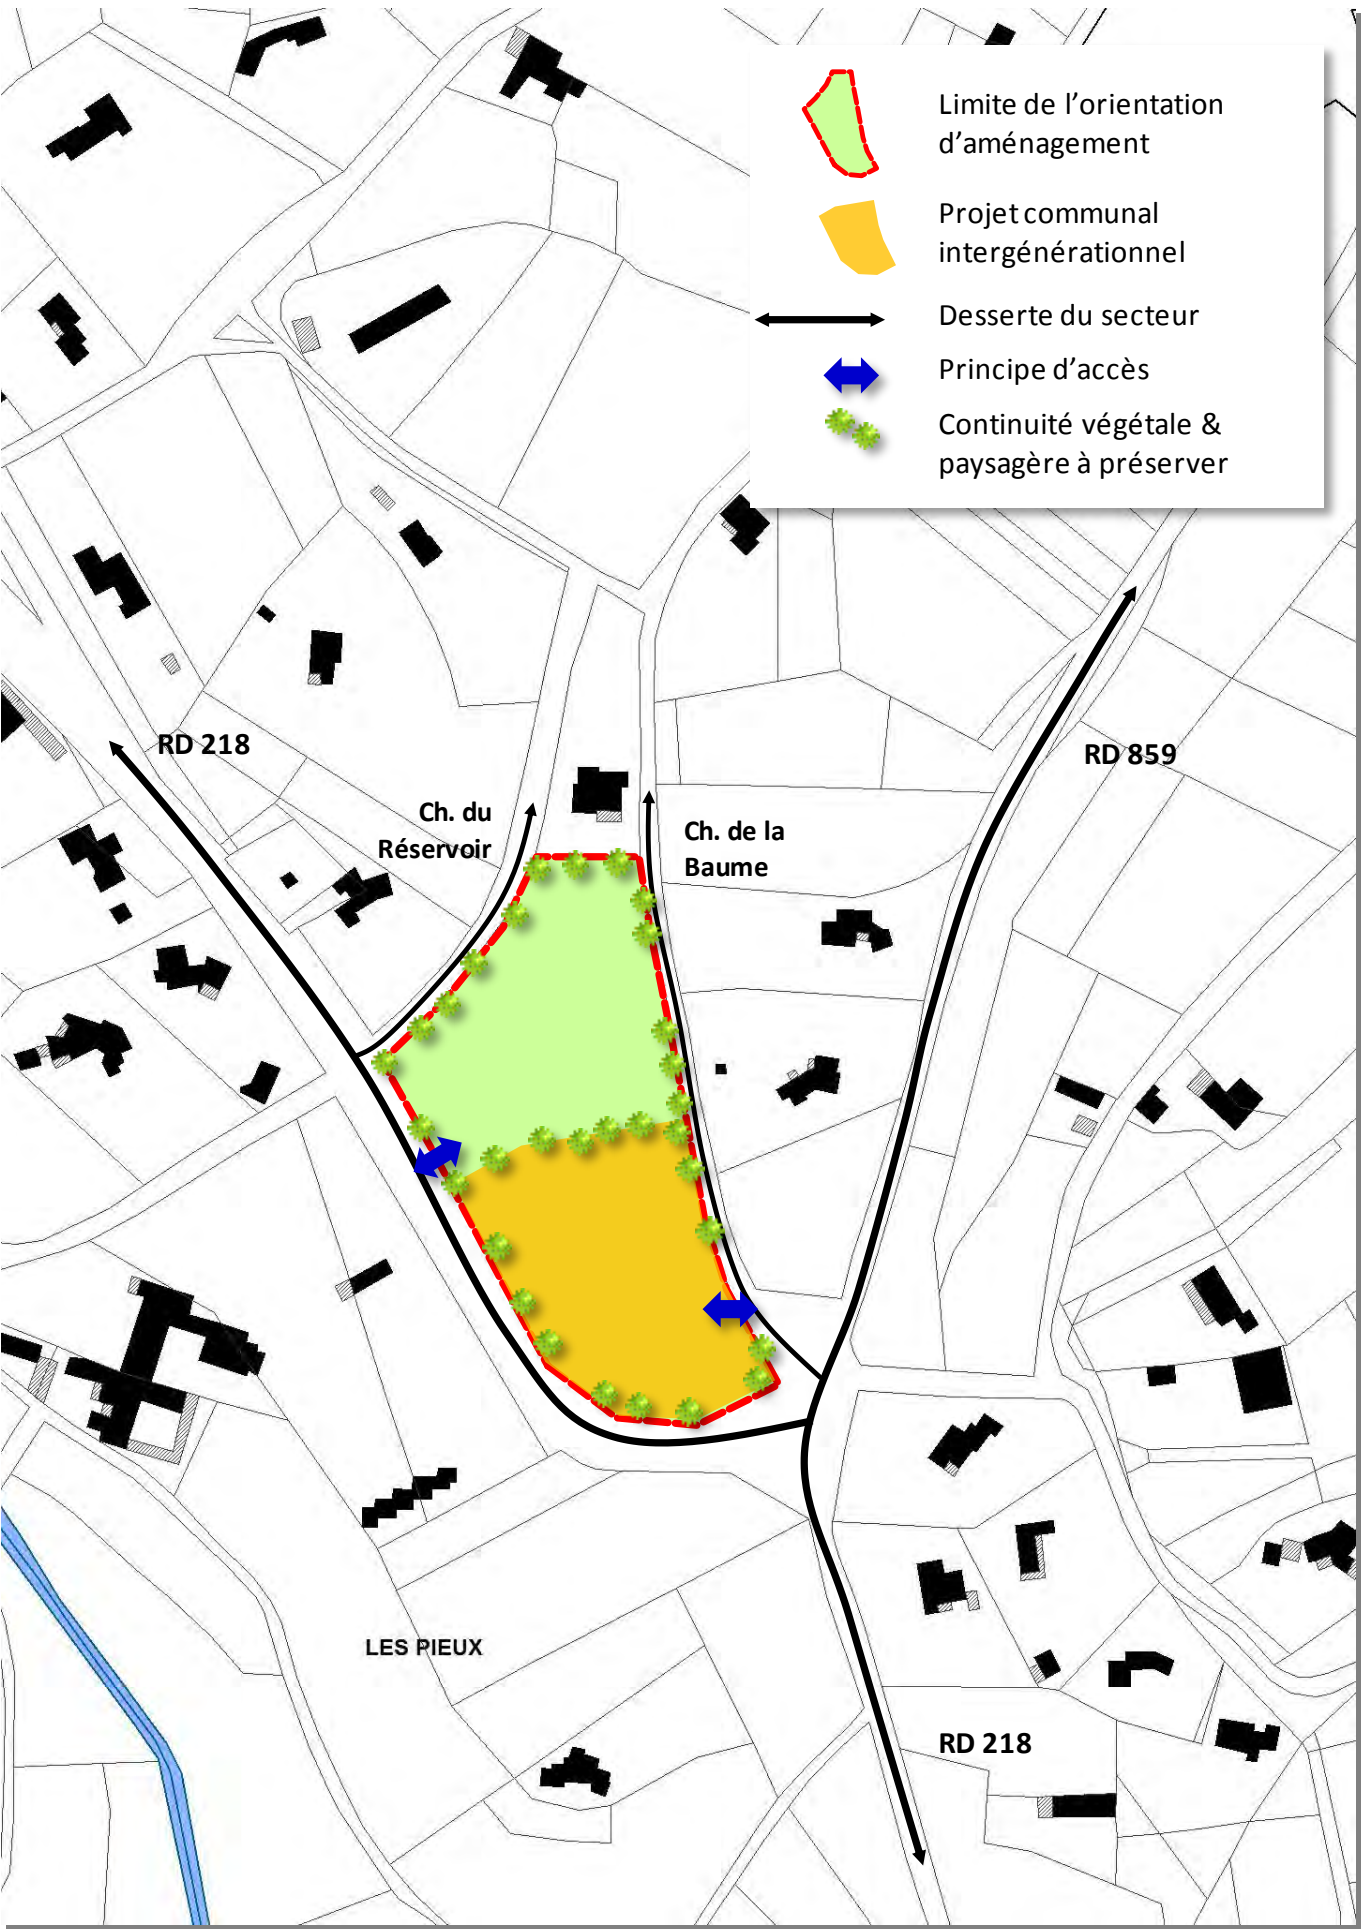 Limite de l'orientation
d'aménagement
Projet communal
intergénérationnel
Desserte du secteur
Principe d'accès
Continuité végétale &
paysagère à préserver
RD 218
RD 859
Ch. du
Réservoir
Ch. de la
Baume
LES PIEUX
RD 218